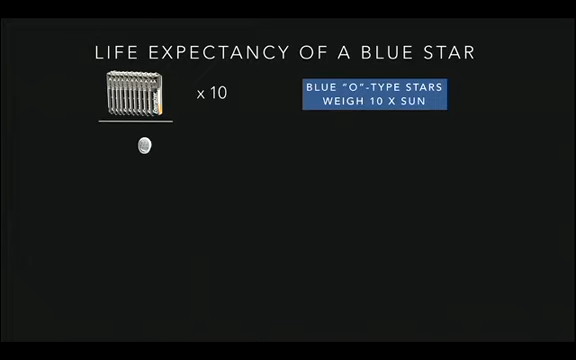 LIFE EXPECTANCY OF A BLUE STAR
x 10
BLUE "O"-TYPE STARS
WEIGH 10 X SUN